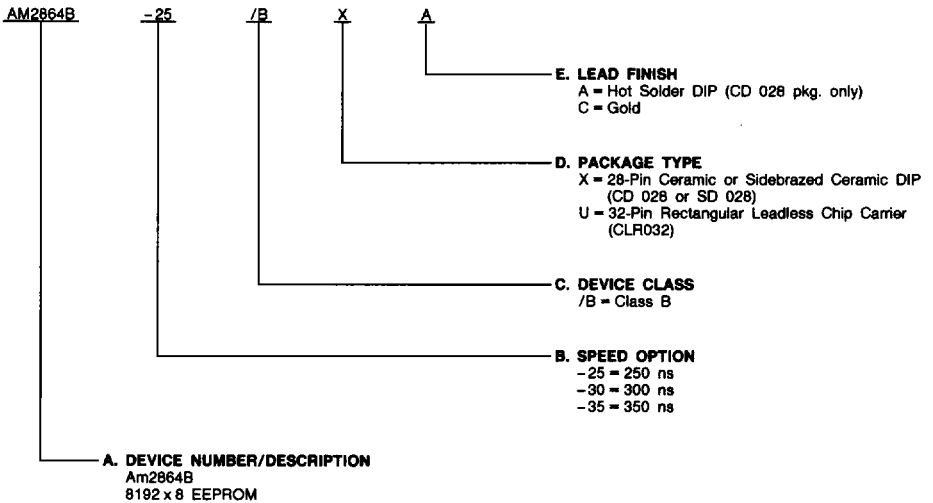 AM2864B -25 /B X A
E. LEAD FINISH
A = Hot Solder DIP (CD 028 pkg. only)
C = Gold
D. PACKAGE TYPE
X = 28-Pin Ceramic or Sidebrazed Ceramic DIP
(CD 028 or SD 028)
U = 32-Pin Rectangular Leadless Chip Carrier
(CLR032)
C. DEVICE CLASS
/B = Class B
B. SPEED OPTION
-25 = 250 ns
-30 = 300 ns
-35 = 350 ns
A. DEVICE NUMBER/DESCRIPTION
Am2864B
8192 x 8 EEPROM